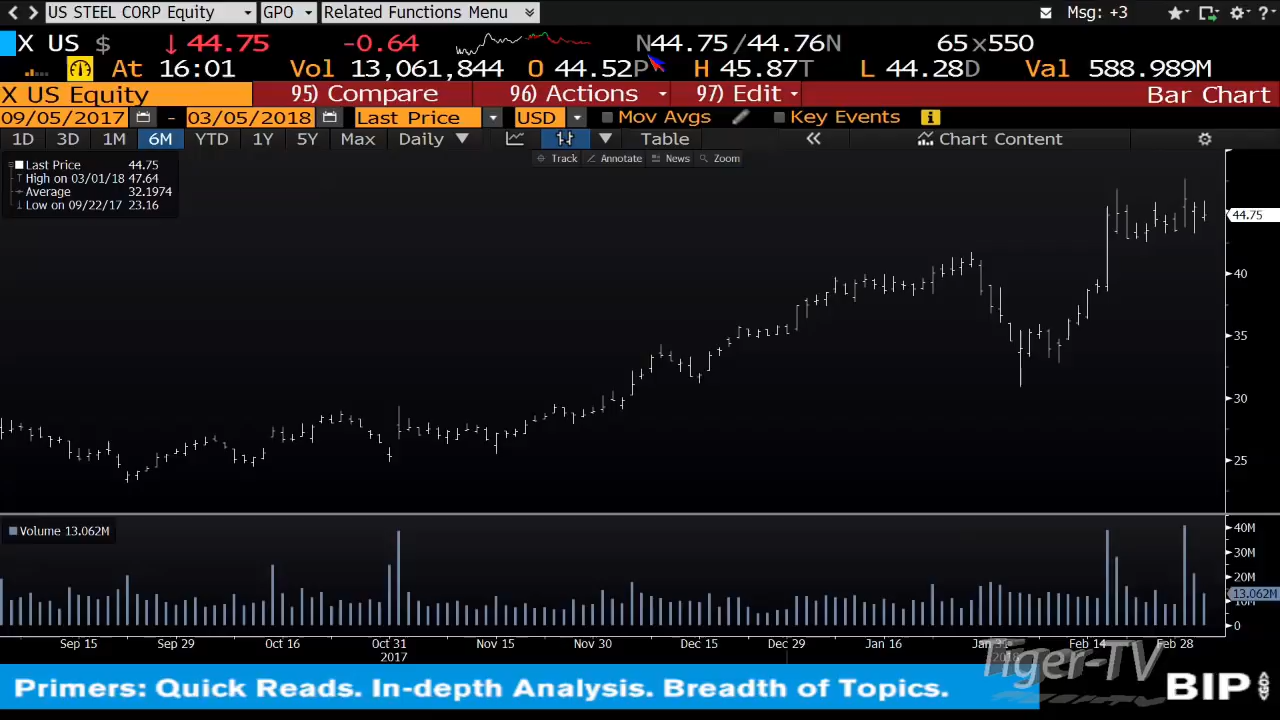 US STEEL CORP Equity GPO Related Functions Menu Msg: +3 ?
X US $ ↓ 44.75 -0.64 N44.75 /44.76N 65x550
At 16:01 Vol 13,061,844 O 44.52P H 45.87T L 44.28D Val 588.989M
X US Equity 95) Compare 96) Actions 97) Edit Bar Chart
09/05/2017 - 03/05/2018 Last Price USD Mov Avgs Key Events i
1D 3D 1M 6M YTD 1Y 5Y Max Daily ▼ Table « Chart Content
Track Annotate News Zoom
Last Price 44.75
High on 03/01/18 47.64
Average 32.1974
Low on 09/22/17 23.16
44.75
40
35
30
25
Volume 13.062M
40M
30M
20M
13.062M
10M
0
Sep 15 Sep 29 Oct 16 Oct 31 Nov 15 Nov 30 Dec 15 Dec 29 Jan 16 Jan 31 Feb 14 Feb 28
2017 2018
Tiger-TV
Primers: Quick Reads. In-depth Analysis. Breadth of Topics. BIP GO